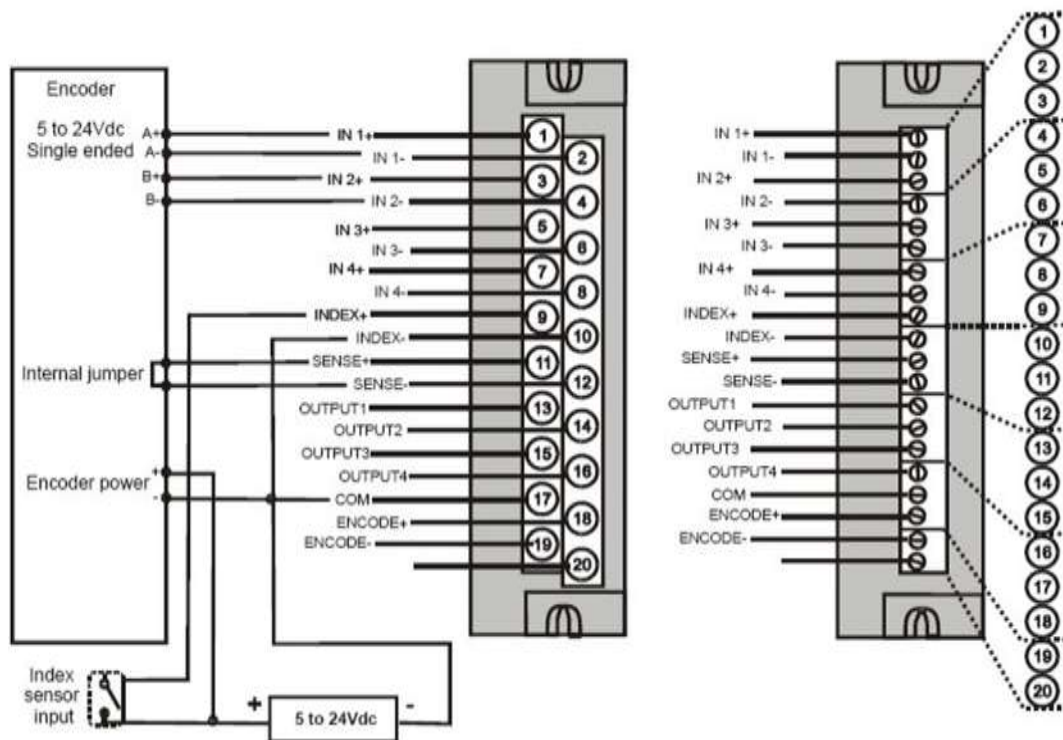 Encoder
5 to 24Vdc
Single ended
A+
A-
B+
B-
Internal jumper
Encoder power
+
-
Index
sensor
input
+
5 to 24Vdc
-
IN 1+
IN 1-
IN 2+
IN 2-
IN 3+
IN 3-
IN 4+
IN 4-
INDEX+
INDEX-
SENSE+
SENSE-
OUTPUT1
OUTPUT2
OUTPUT3
OUTPUT4
COM
ENCODE+
ENCODE-
1
2
3
4
5
6
7
8
9
10
11
12
13
14
15
16
17
18
19
20
IN 1+
IN 1-
IN 2+
IN 2-
IN 3+
IN 3-
IN 4+
IN 4-
INDEX+
INDEX-
SENSE+
SENSE-
OUTPUT1
OUTPUT2
OUTPUT3
OUTPUT4
COM
ENCODE+
ENCODE-
1
2
3
4
5
6
7
8
9
10
11
12
13
14
15
16
17
18
19
20